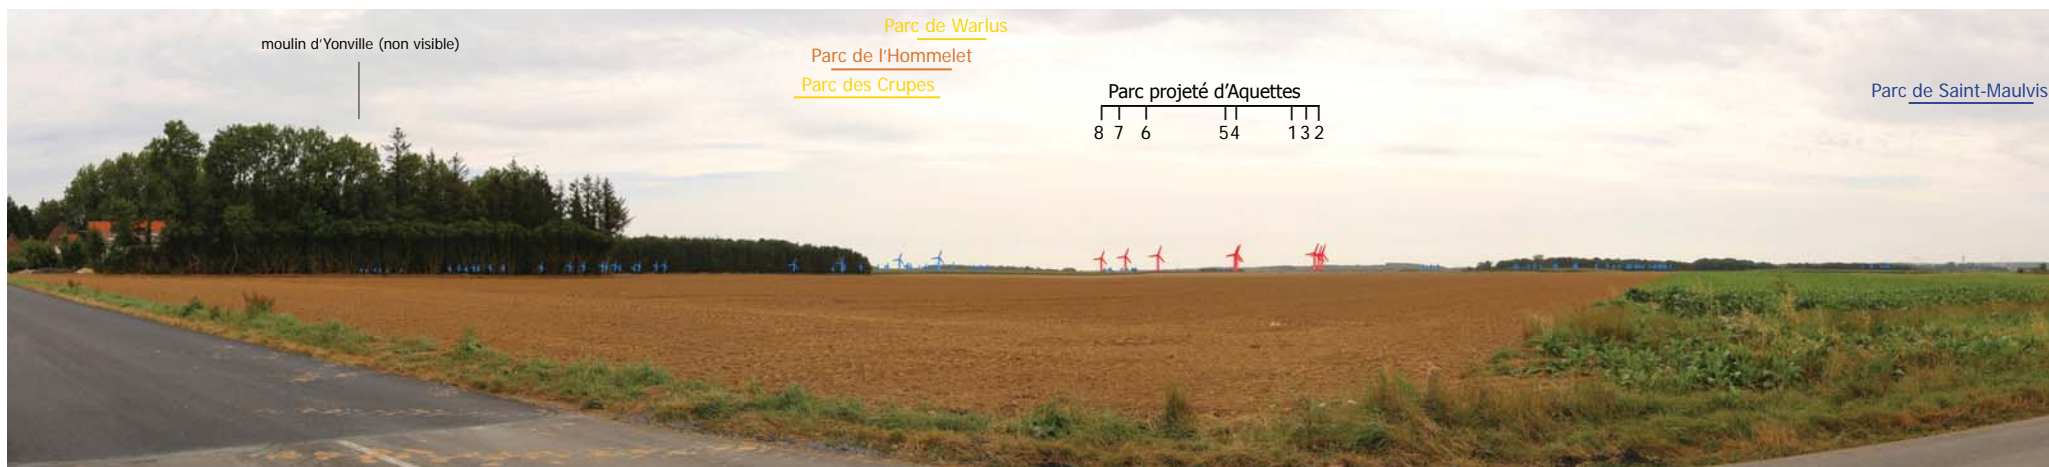 Parc de Warlus
moulin d'Yonville (non visible)
Parc de l'Hommelet
Parc des Crupes
Parc projeté d'Aquettes
Parc de Saint-Maulvis
8 7 6 5 4 1 3 2